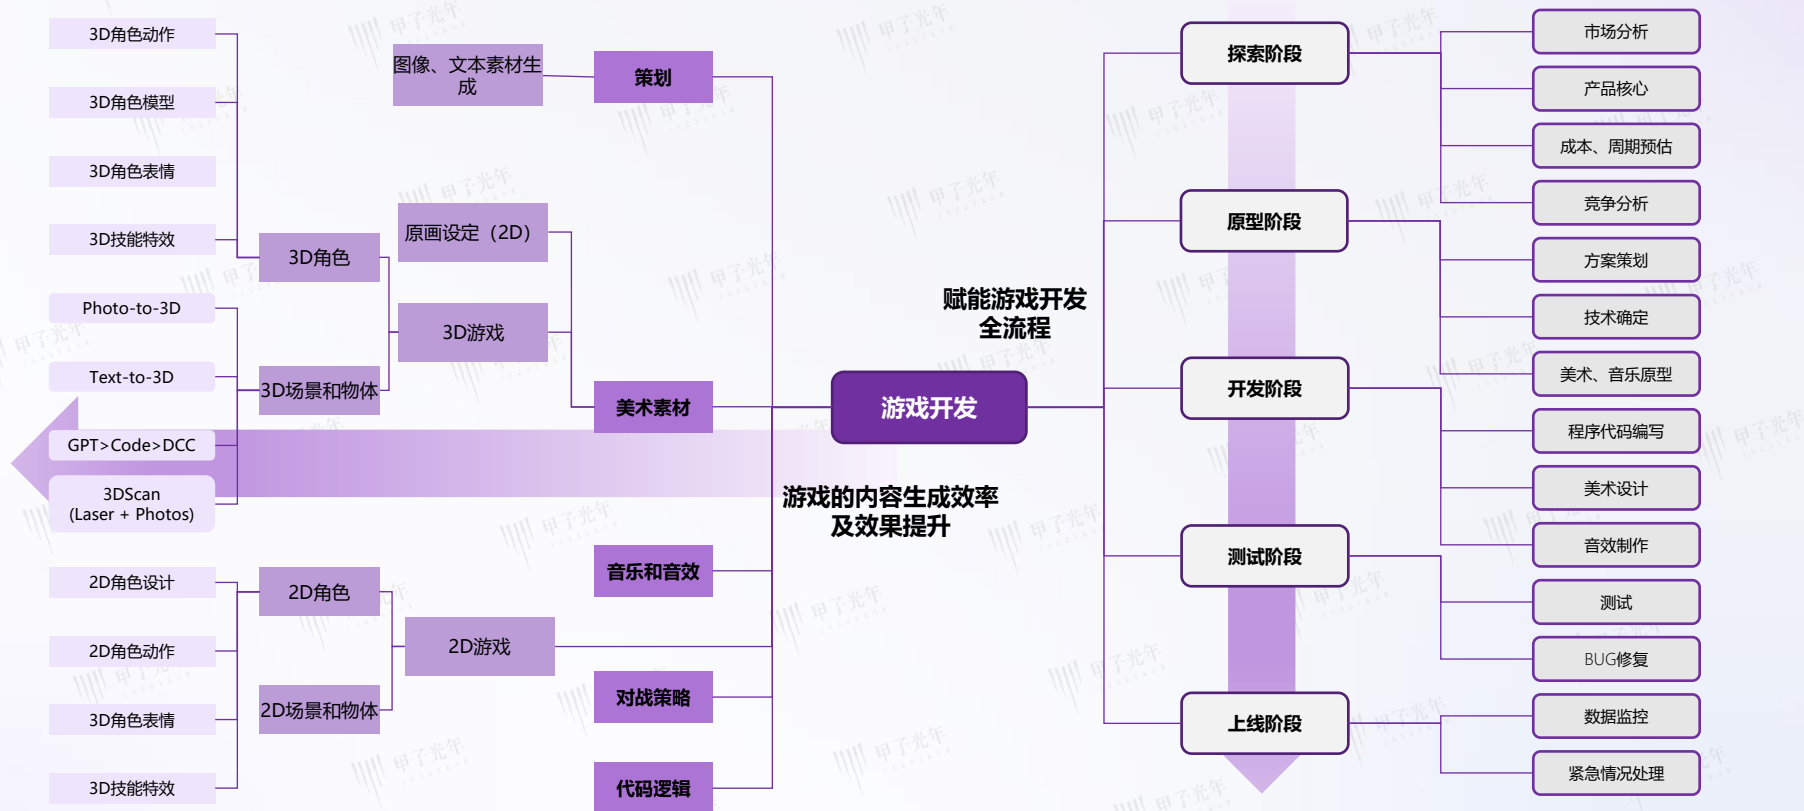 3D角色动作
3D角色模型
3D角色表情
3D技能特效
Photo-to-3D
Text-to-3D
GPT>Code>DCC
3DScan
(Laser + Photos)
2D角色设计
2D角色动作
3D角色表情
3D技能特效
3D角色
3D场景和物体
2D角色
2D场景和物体
图像、文本素材生
成
原画设定（2D）
3D游戏
2D游戏
策划
美术素材
音乐和音效
对战策略
代码逻辑
游戏的内容生成效率
及效果提升
游戏开发
赋能游戏开发
全流程
探索阶段
原型阶段
开发阶段
测试阶段
上线阶段
市场分析
产品核心
成本、周期预估
竞争分析
方案策划
技术确定
美术、音乐原型
程序代码编写
美术设计
音效制作
测试
BUG修复
数据监控
紧急情况处理
甲子光年